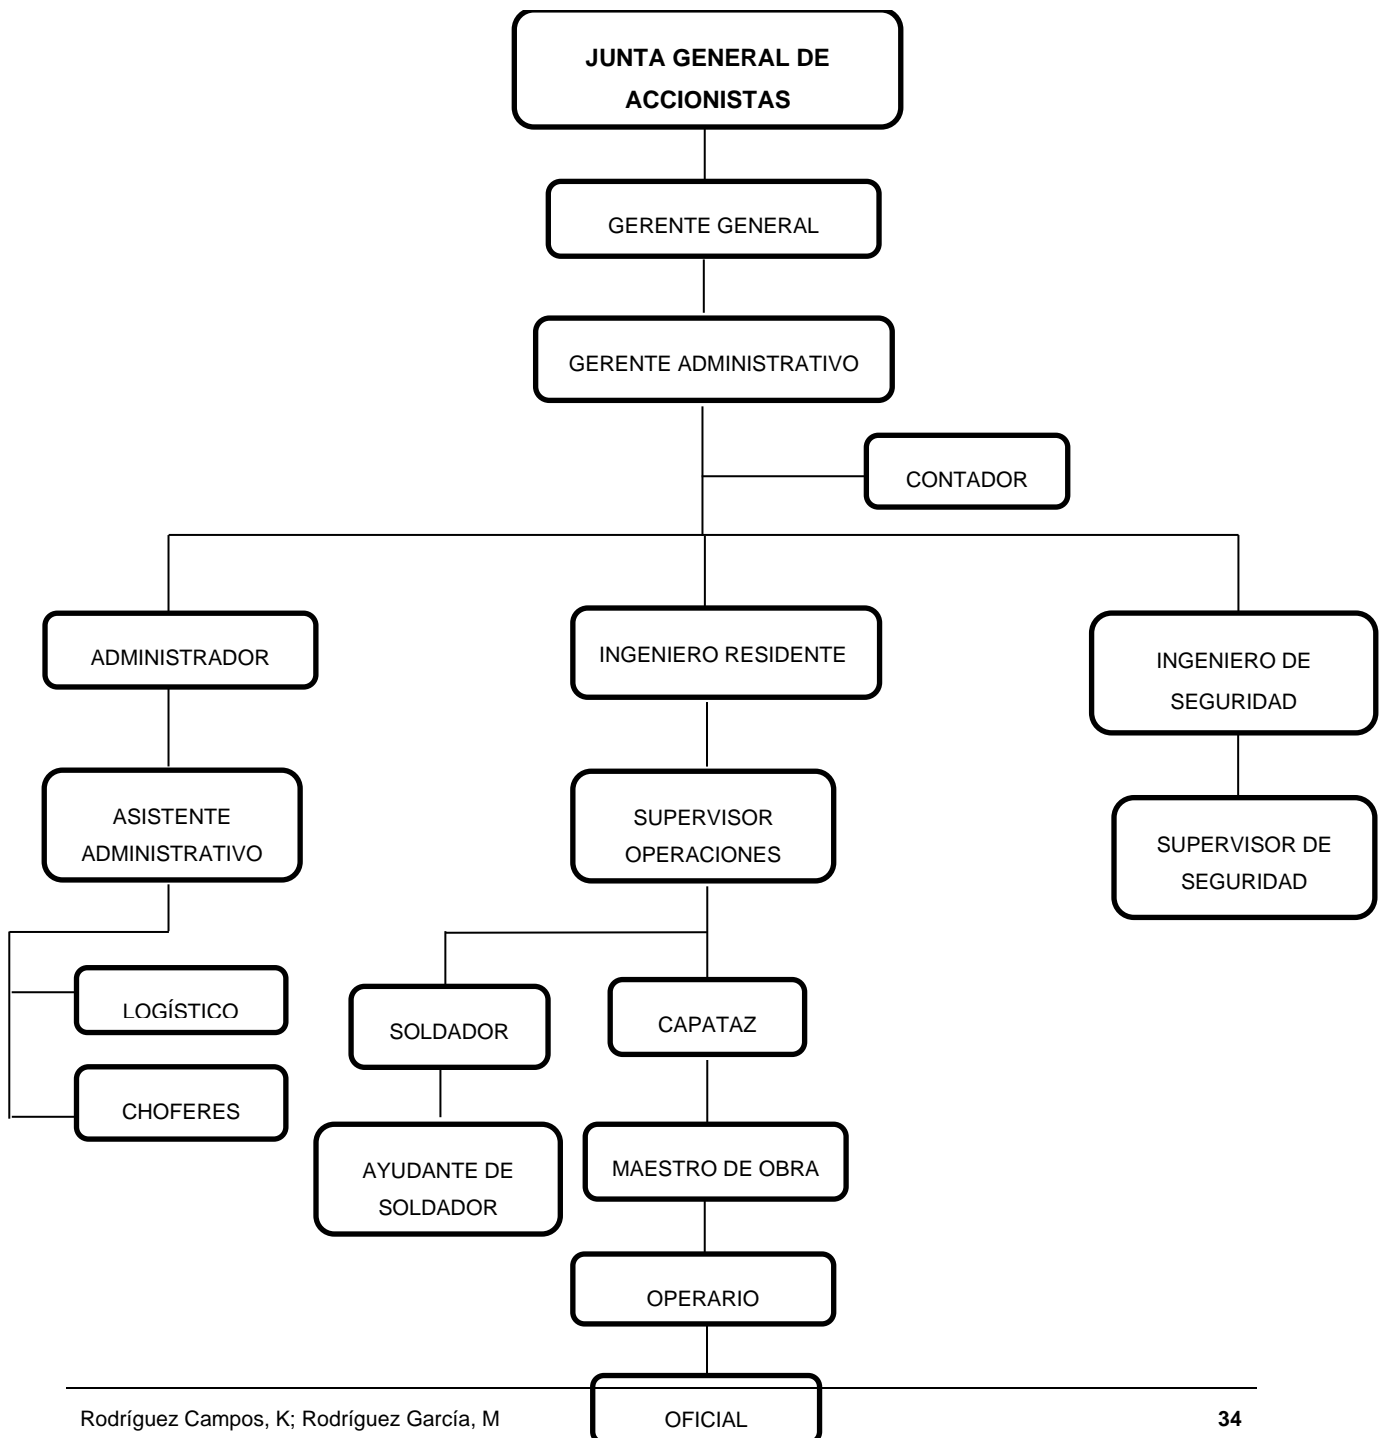 JUNTA GENERAL DE
ACCIONISTAS
GERENTE GENERAL
GERENTE ADMINISTRATIVO
CONTADOR
ADMINISTRADOR
INGENIERO RESIDENTE
INGENIERO DE
SEGURIDAD
ASISTENTE
ADMINISTRATIVO
SUPERVISOR
OPERACIONES
SUPERVISOR DE
SEGURIDAD
LOGÍSTICO
SOLDADOR
CAPATAZ
CHOFERES
AYUDANTE DE
SOLDADOR
MAESTRO DE OBRA
OPERARIO
OFICIAL
Rodríguez Campos, K; Rodríguez García, M
34